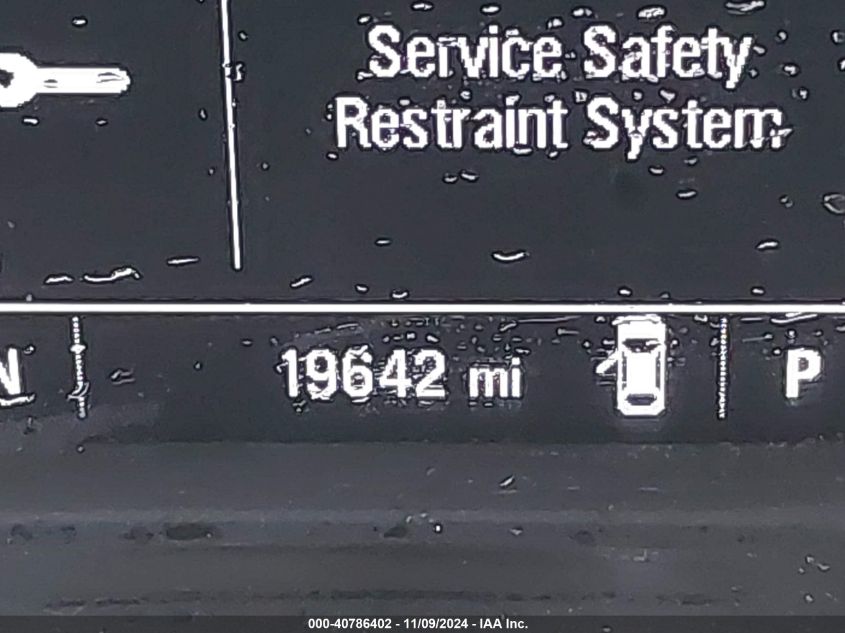 Service Safety
Restraint System
N 19642 mi P
000-40786402 - 11/09/2024 - IAA Inc.